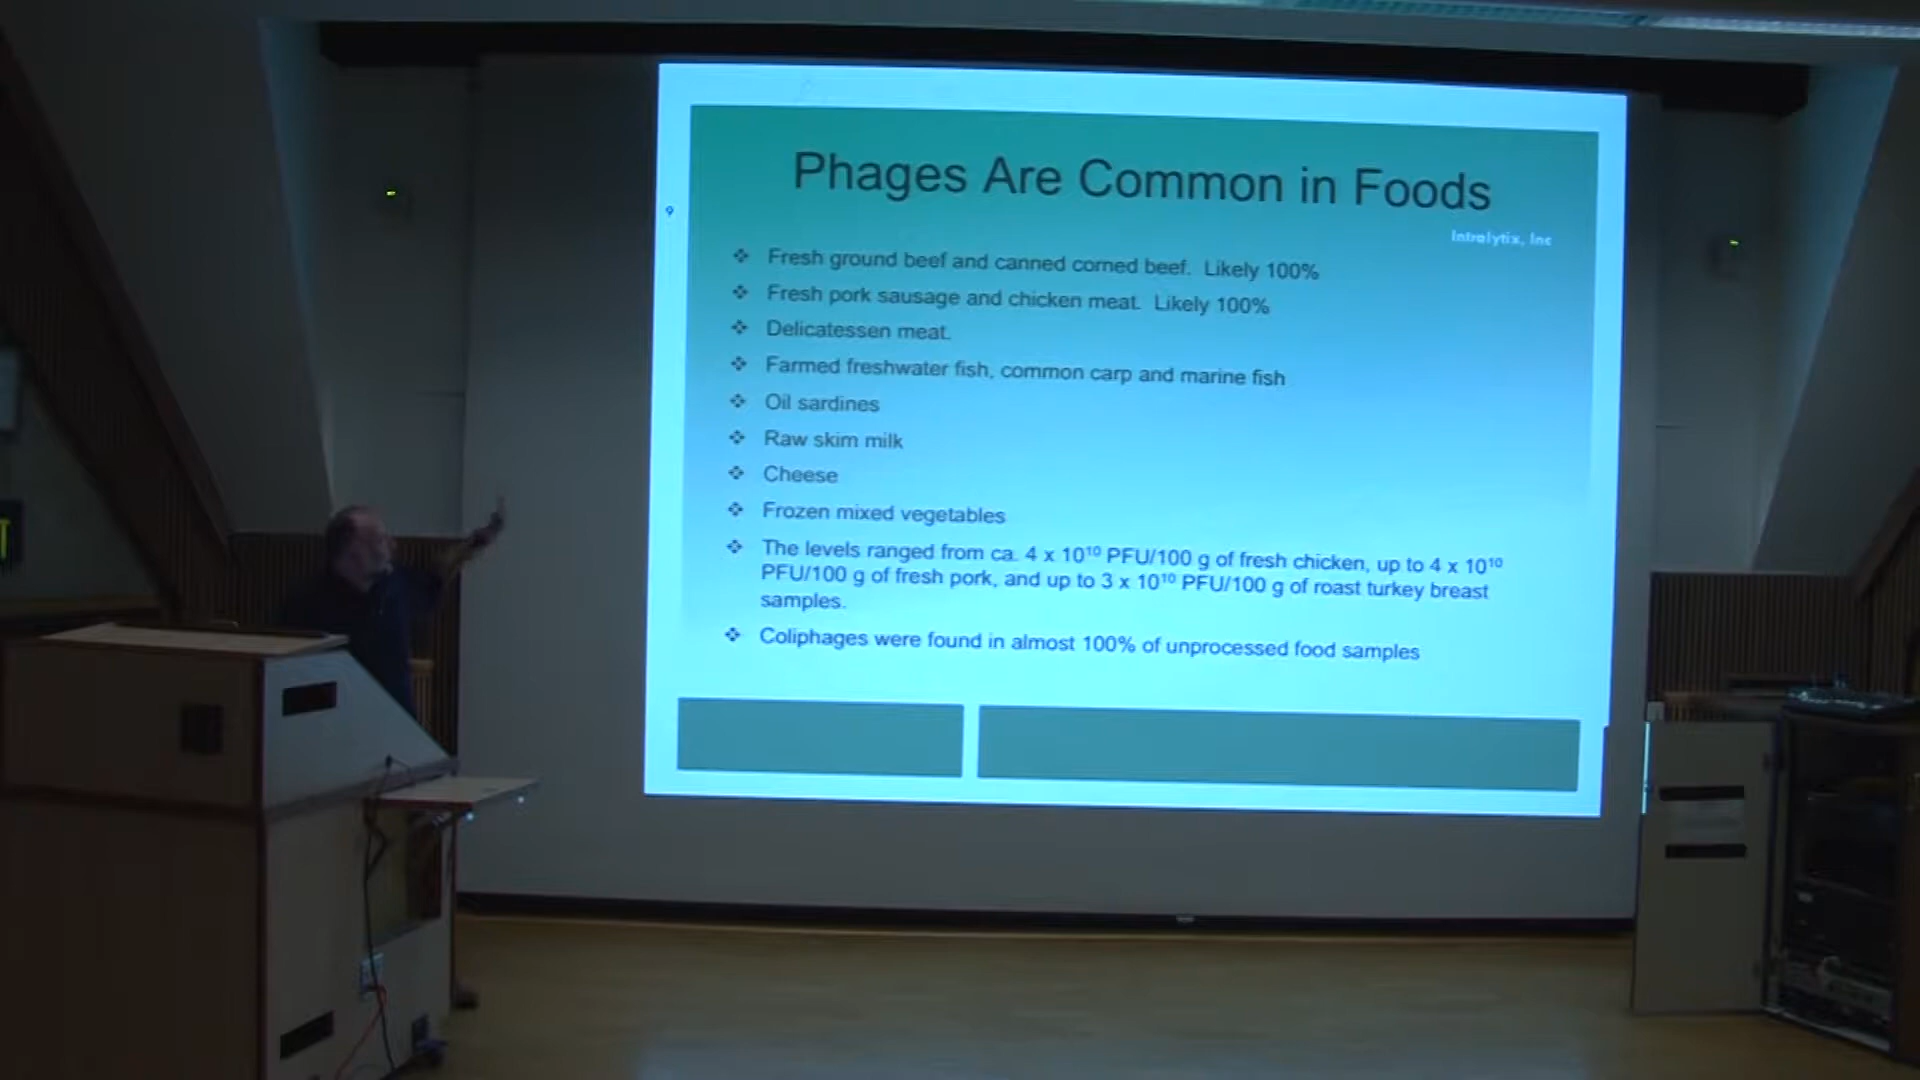 Phages Are Common in Foods
9
Intralytix, Inc
❖ Fresh ground beef and canned corned beef. Likely 100%
❖ Fresh pork sausage and chicken meat. Likely 100%
❖ Delicatessen meat.
❖ Farmed freshwater fish, common carp and marine fish
❖ Oil sardines
❖ Raw skim milk
❖ Cheese
❖ Frozen mixed vegetables
❖ The levels ranged from ca. 4 x 10¹⁰ PFU/100 g of fresh chicken, up to 4 x 10¹⁰
PFU/100 g of fresh pork, and up to 3 x 10¹⁰ PFU/100 g of roast turkey breast
samples.
❖ Coliphages were found in almost 100% of unprocessed food samples
T